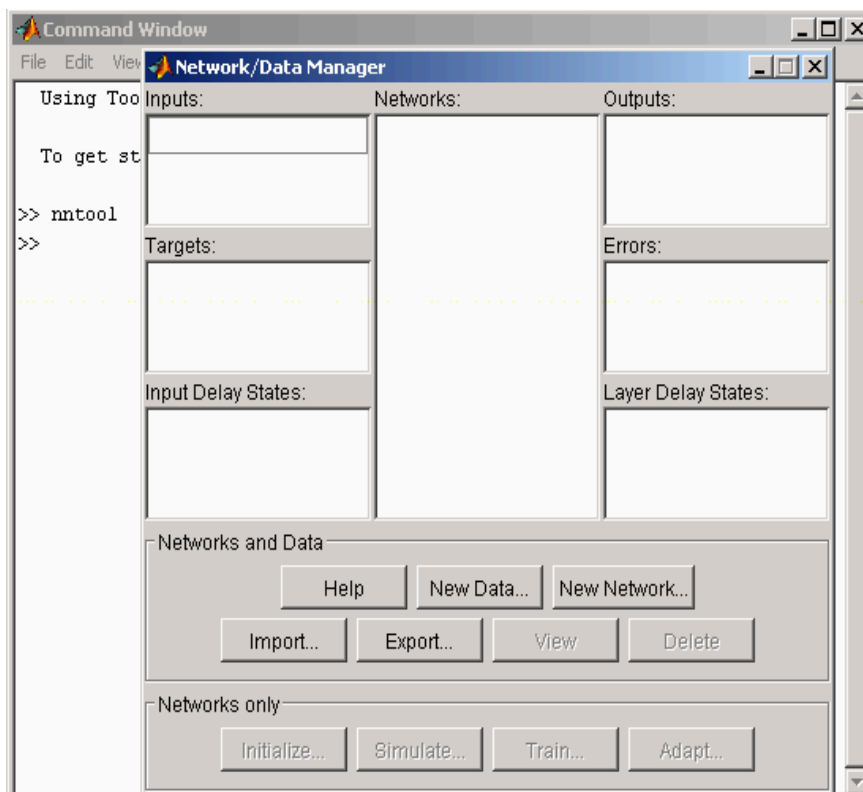 Command Window
File Edit View
Network/Data Manager
Using Too
To get st
>> nntool
>>
Inputs: Networks: Outputs:
Targets: Errors:
Input Delay States: Layer Delay States:
Networks and Data
Help New Data... New Network...
Import... Export... View Delete
Networks only
Initialize... Simulate... Train... Adapt...